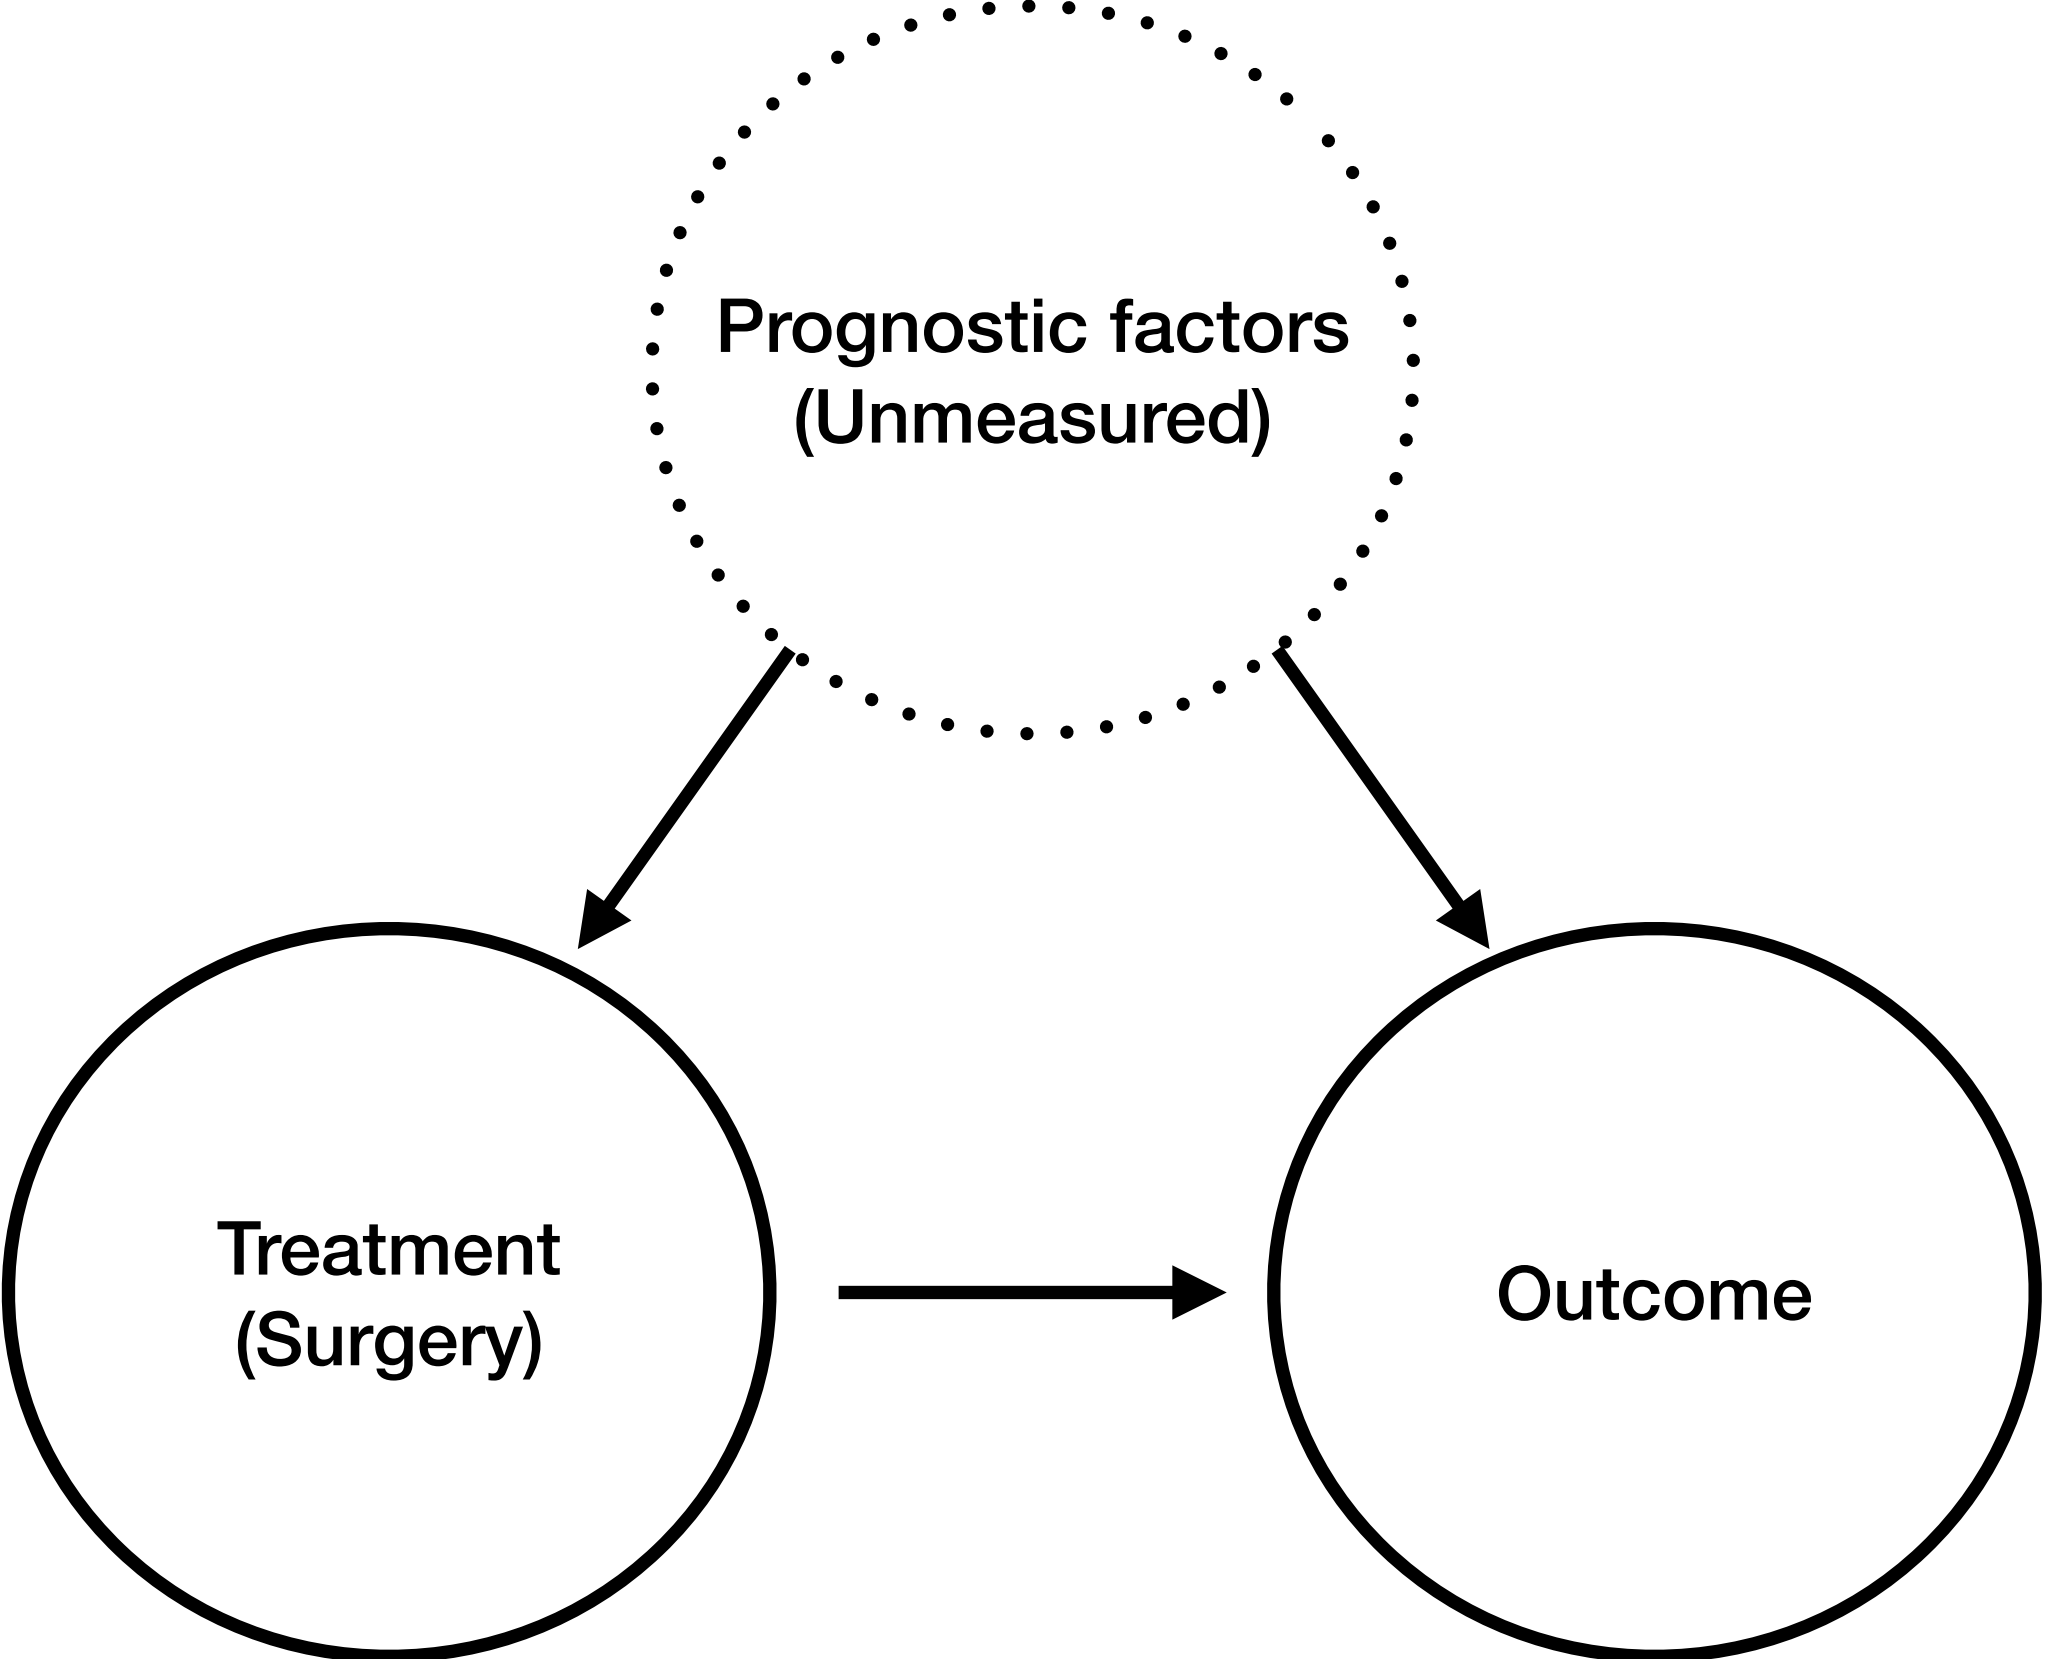 Prognostic factors
(Unmeasured)
Treatment
(Surgery)
Outcome